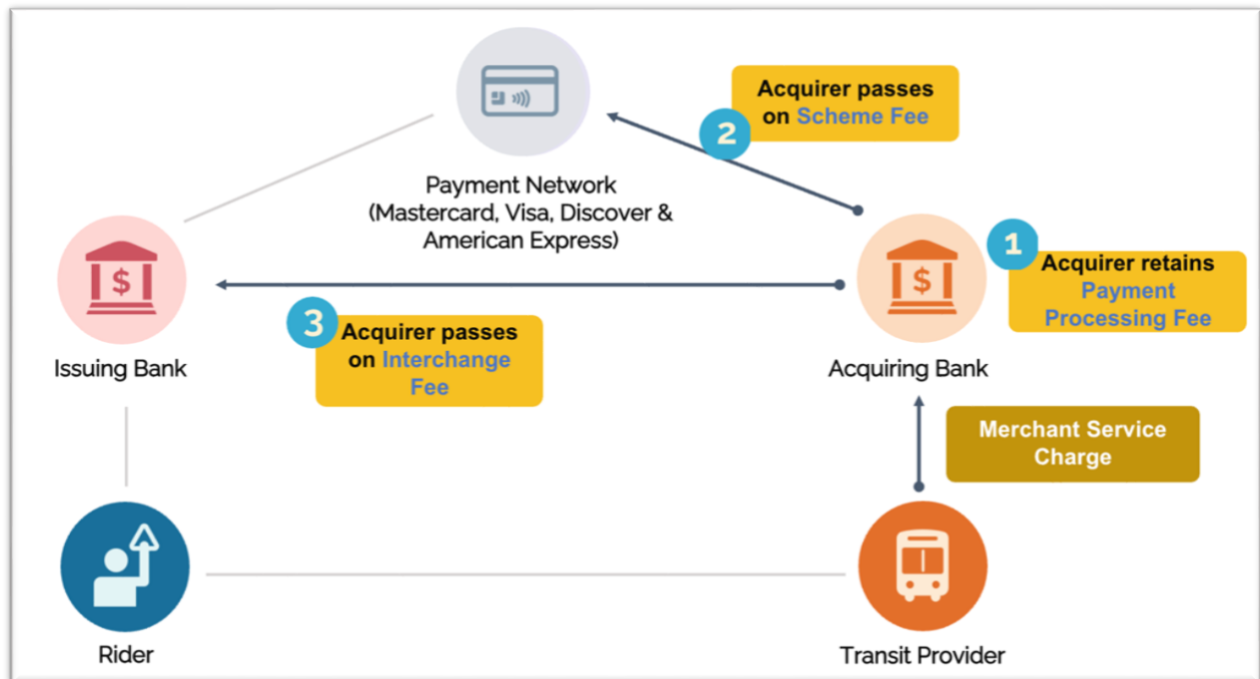 Acquirer passes
on Scheme Fee
2
Payment Network
(Mastercard, Visa, Discover &
American Express)
1
Acquirer retains
Payment
Processing Fee
$
$
3
Acquirer passes
on Interchange
Fee
Issuing Bank
Acquiring Bank
Merchant Service
Charge
Rider
Transit Provider